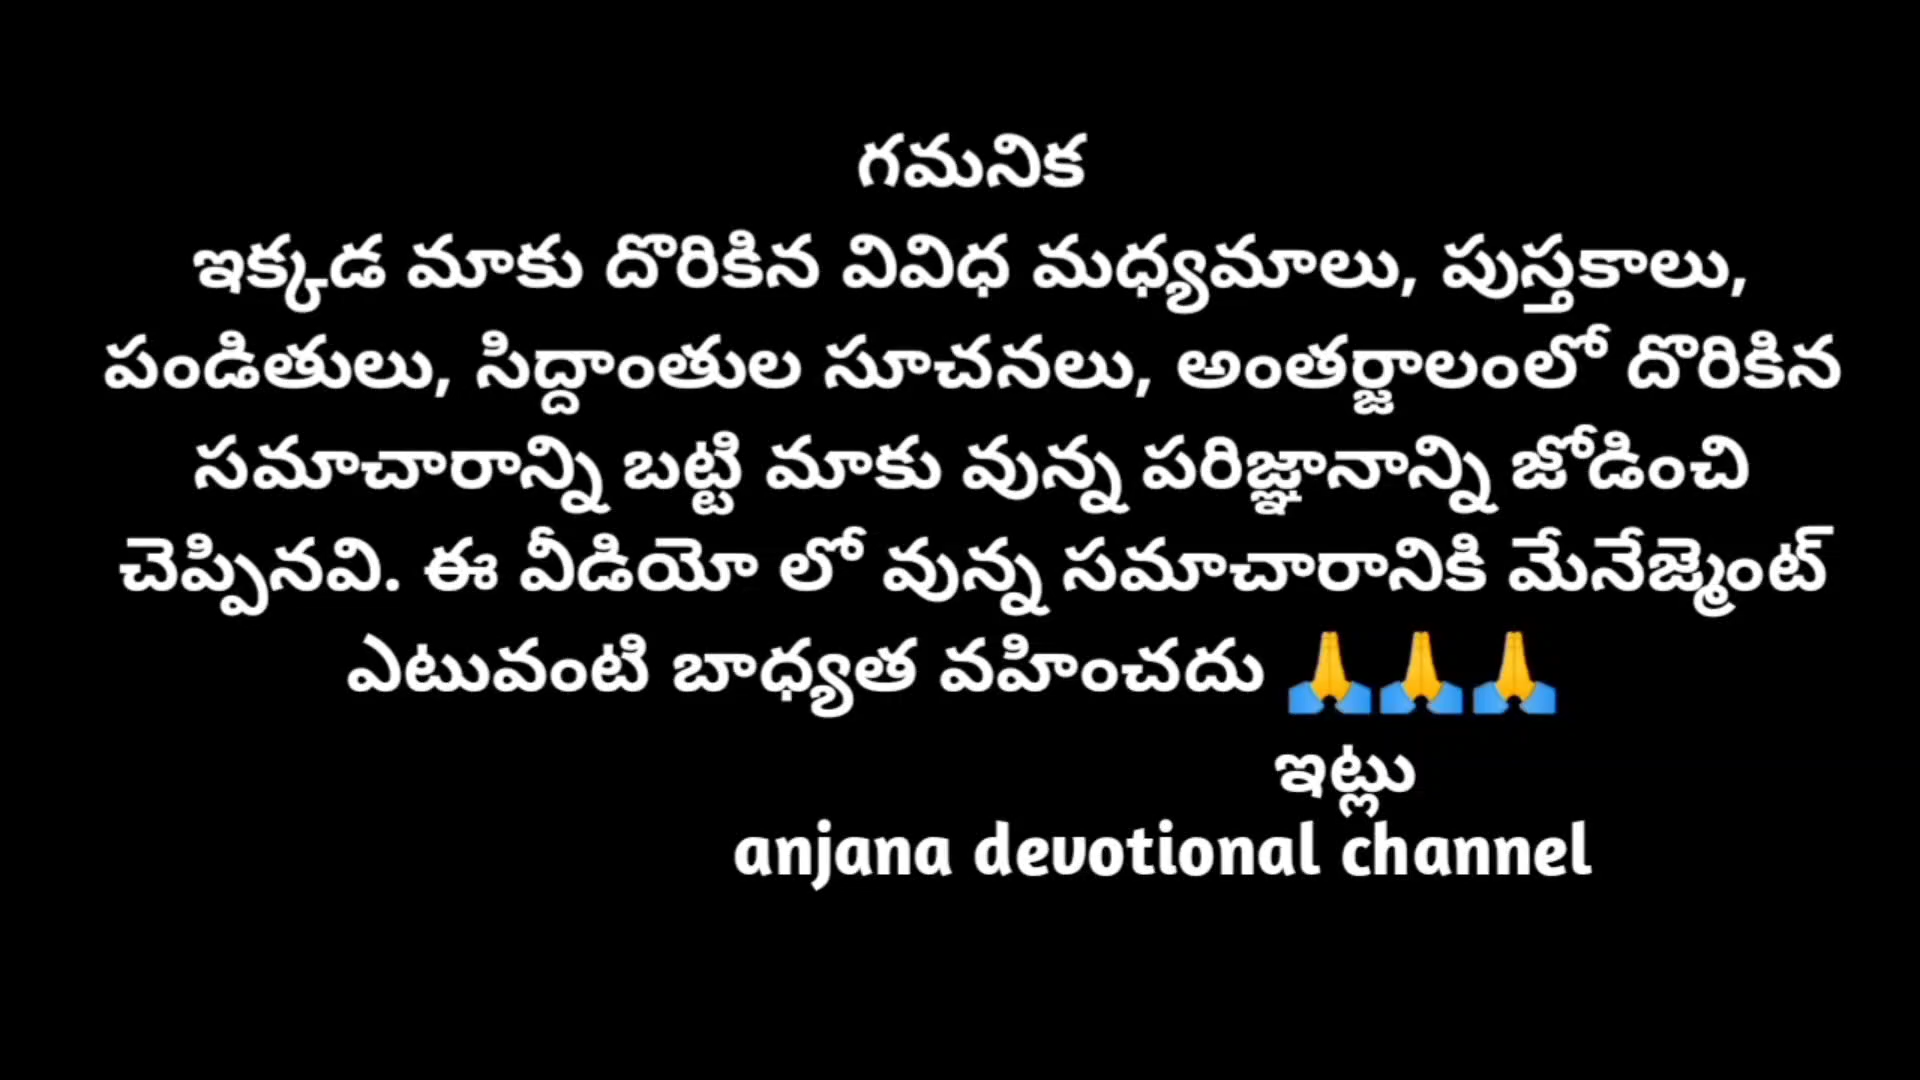 గమనిక
ఇక్కడ మాకు దొరికిన వివిధ మధ్యమాలు, పుస్తకాలు,
పండితులు, సిద్దాంతుల సూచనలు, అంతర్జాలంలో దొరికిన
సమాచారాన్ని బట్టి మాకు వున్న పరిజ్ఞానాన్ని జోడించి
చెప్పినవి. ఈ వీడియో లో వున్న సమాచారానికి మేనేజ్మెంట్
ఎటువంటి బాధ్యత వహించదు 🙏🙏🙏
ఇట్లు
anjana devotional channel